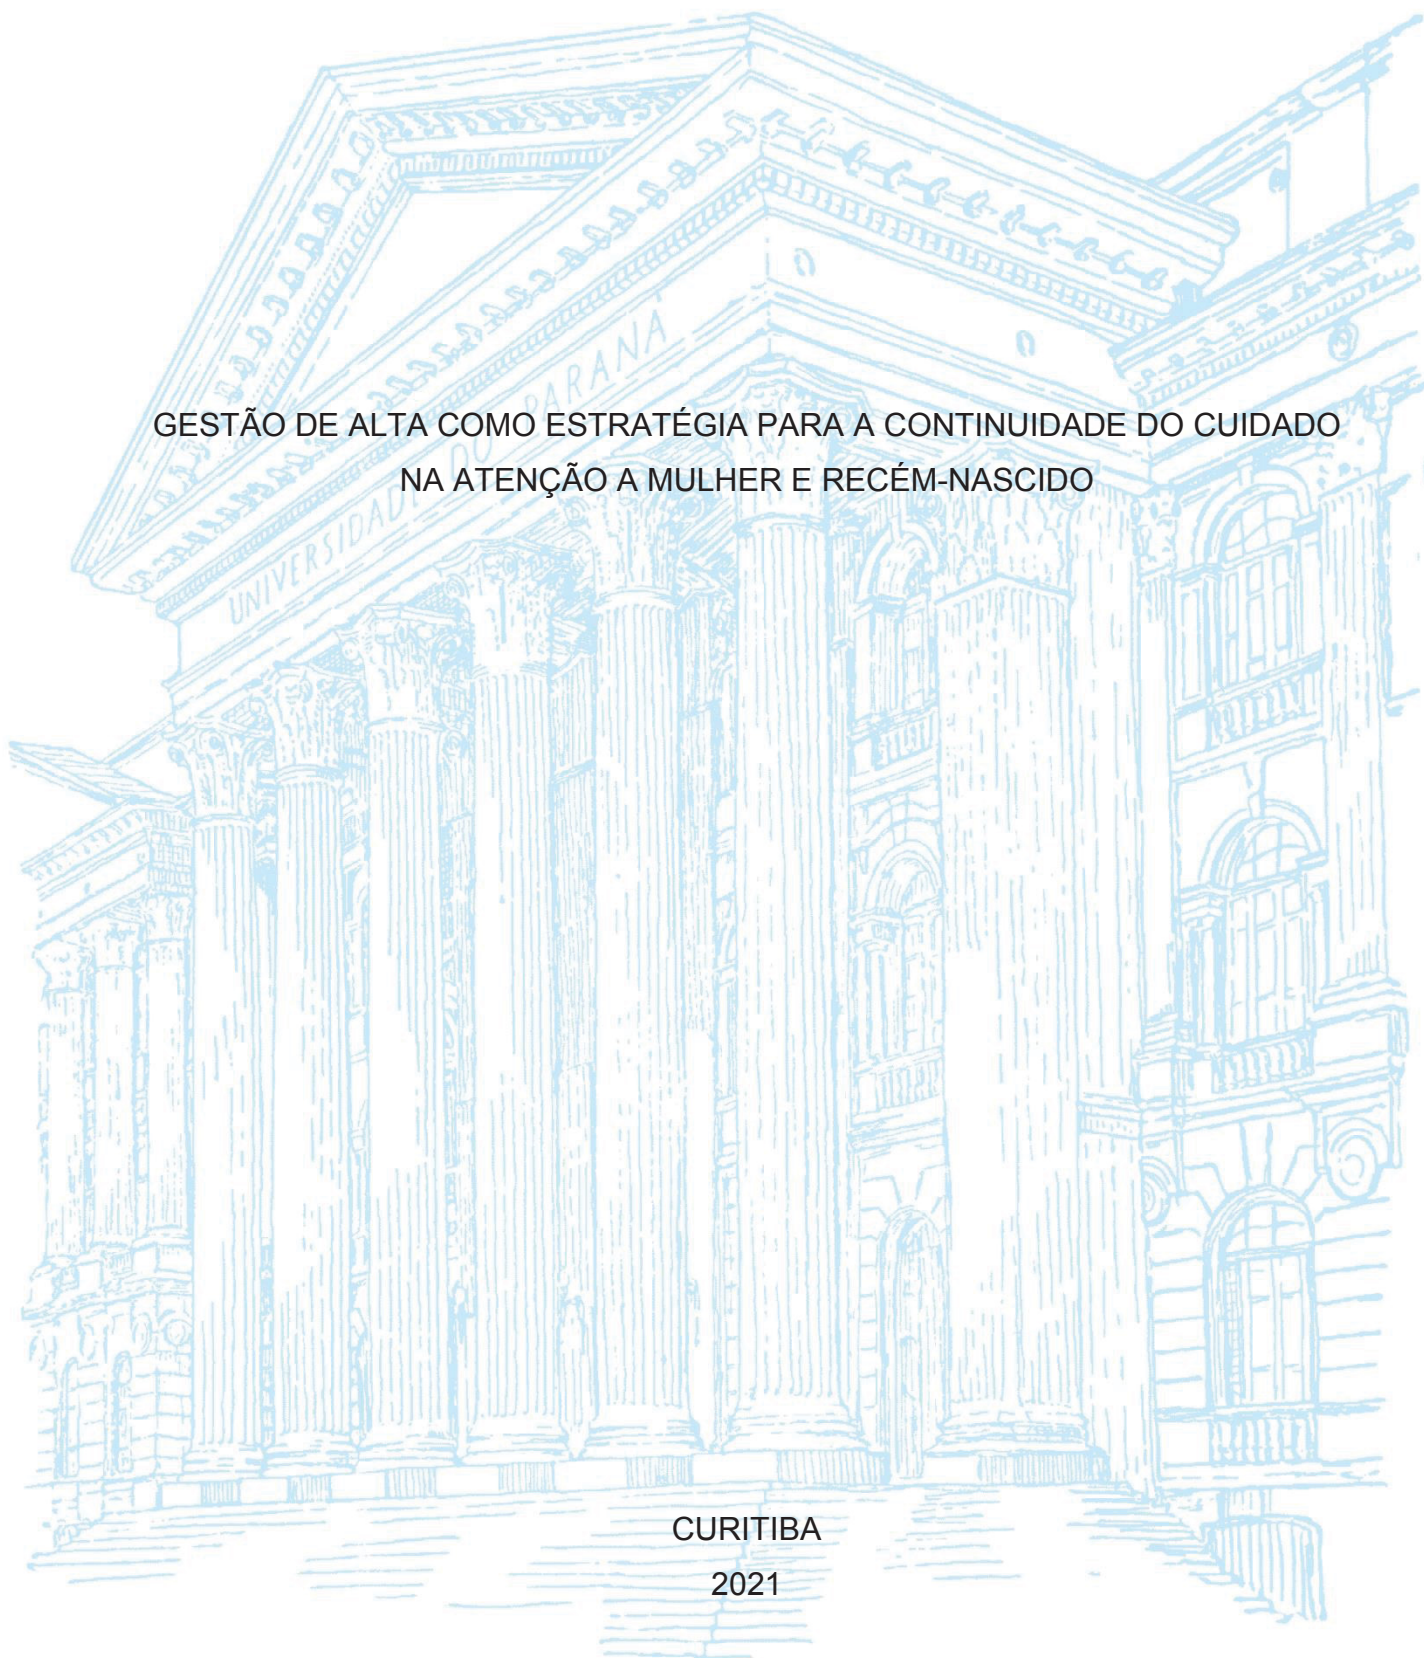 UNIVERSIDADE DO PARANÁ
GESTÃO DE ALTA COMO ESTRATÉGIA PARA A CONTINUIDADE DO CUIDADO
NA ATENÇÃO A MULHER E RECÉM-NASCIDO
CURITIBA
2021